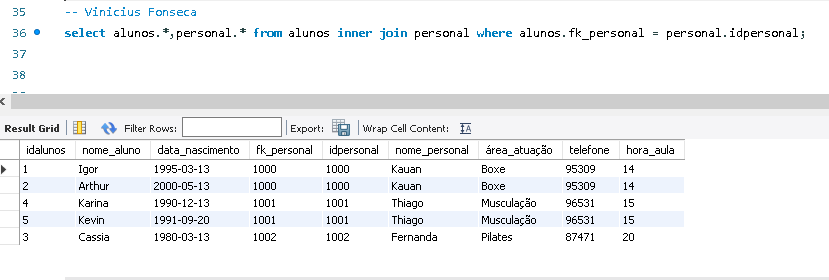 35 -- Vinicius Fonseca
36 select alunos.*,personal.* from alunos inner join personal where alunos.fk_personal = personal.idpersonal;
37
38
Result Grid Filter Rows: Export: Wrap Cell Content:
idalunos nome_aluno data_nascimento fk_personal idpersonal nome_personal área_atuação telefone hora_aula
1 Igor 1995-03-13 1000 1000 Kauan Boxe 95309 14
2 Arthur 2000-05-13 1000 1000 Kauan Boxe 95309 14
4 Karina 1990-12-13 1001 1001 Thiago Musculação 96531 15
5 Kevin 1991-09-20 1001 1001 Thiago Musculação 96531 15
3 Cassia 1980-03-13 1002 1002 Fernanda Pilates 87471 20